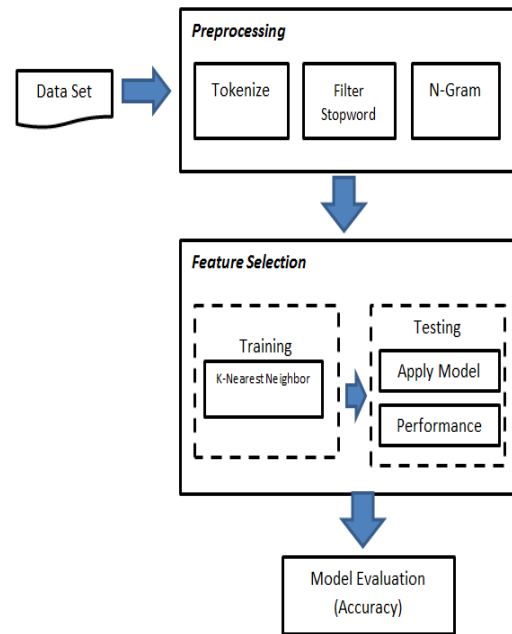 Preprocessing
Data Set
Tokenize
Filter
Stopword
N-Gram
Feature Selection
Training
K-Nearest Neighbor
Testing
Apply Model
Performance
Model Evaluation
(Accuracy)